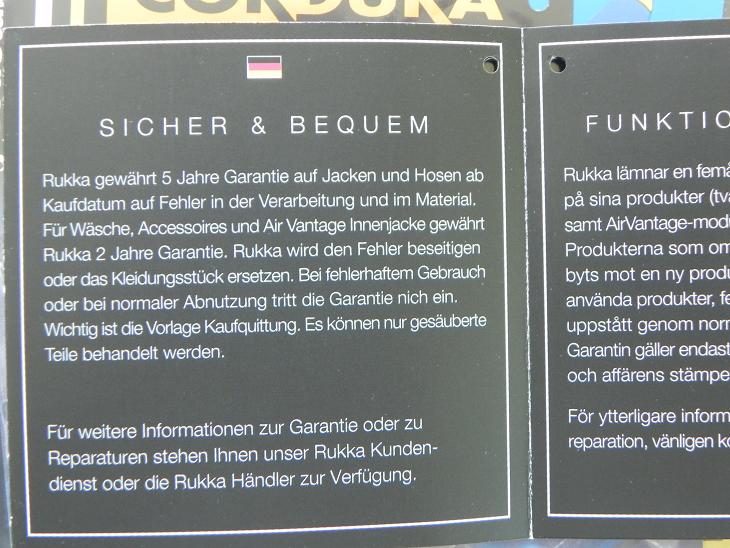 CORDURA
SICHER & BEQUEM
Rukka gewährt 5 Jahre Garantie auf Jacken und Hosen ab
Kaufdatum auf Fehler in der Verarbeitung und im Material.
Für Wäsche, Accessoires und Air Vantage Innenjacke gewährt
Rukka 2 Jahre Garantie. Rukka wird den Fehler beseitigen
oder das Kleidungsstück ersetzen. Bei fehlerhaftem Gebrauch
oder bei normaler Abnutzung tritt die Garantie nich ein.
Wichtig ist die Vorlage Kaufquittung. Es können nur gesäuberte
Teile behandelt werden.
Für weitere Informationen zur Garantie oder zu
Reparaturen stehen Ihnen unser Rukka Kunden-
dienst oder die Rukka Händler zur Verfügung.
FUNKTIO
Rukka lämnar en femå
på sina produkter (två
samt AirVantage-modu
Produkterna som om
byts mot en ny produ
använda produkter, fe
uppstått genom norm
Garantin gäller endast
och affärens stämpe
För ytterligare inform
reparation, vänligen ko